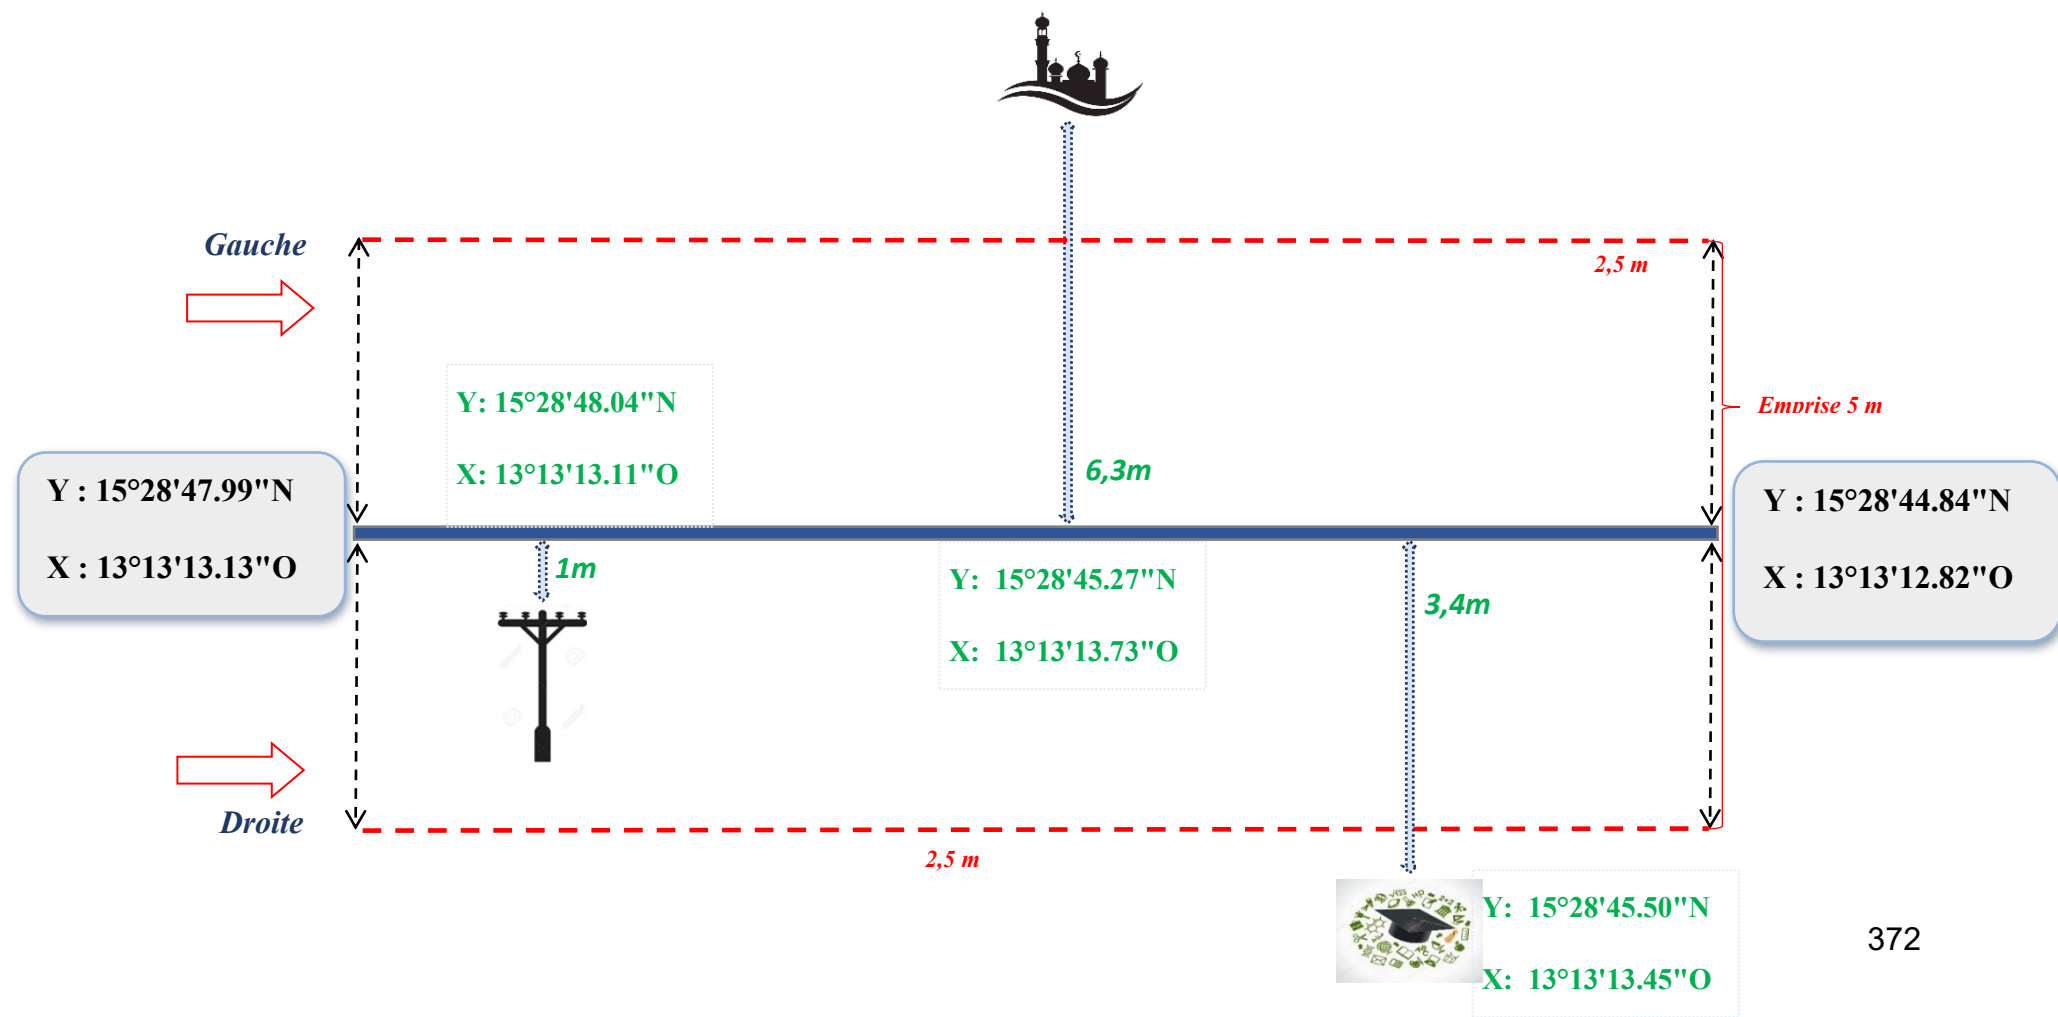 Gauche
2,5 m
Y: 15°28'48.04"N
X: 13°13'13.11"O
Emprise 5 m
6,3m
Y : 15°28'47.99"N
X : 13°13'13.13"O
Y : 15°28'44.84"N
X : 13°13'12.82"O
1m
Y: 15°28'45.27"N
X: 13°13'13.73"O
3,4m
Droite
2,5 m
Y: 15°28'45.50"N
X: 13°13'13.45"O
372